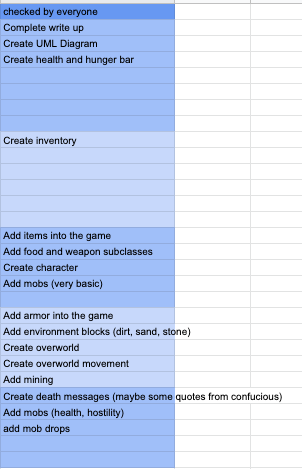 checked by everyone
Complete write up
Create UML Diagram
Create health and hunger bar
Create inventory
Add items into the game
Add food and weapon subclasses
Create character
Add mobs (very basic)
Add armor into the game
Add environment blocks (dirt, sand, stone)
Create overworld
Create overworld movement
Add mining
Create death messages (maybe some quotes from confucious)
Add mobs (health, hostility)
add mob drops